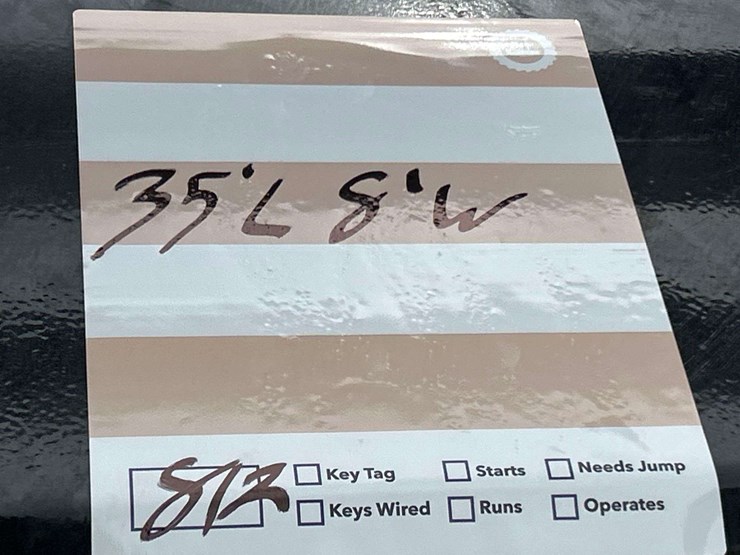 35'L 8'W
812 Key Tag Starts Needs Jump
Keys Wired Runs Operates